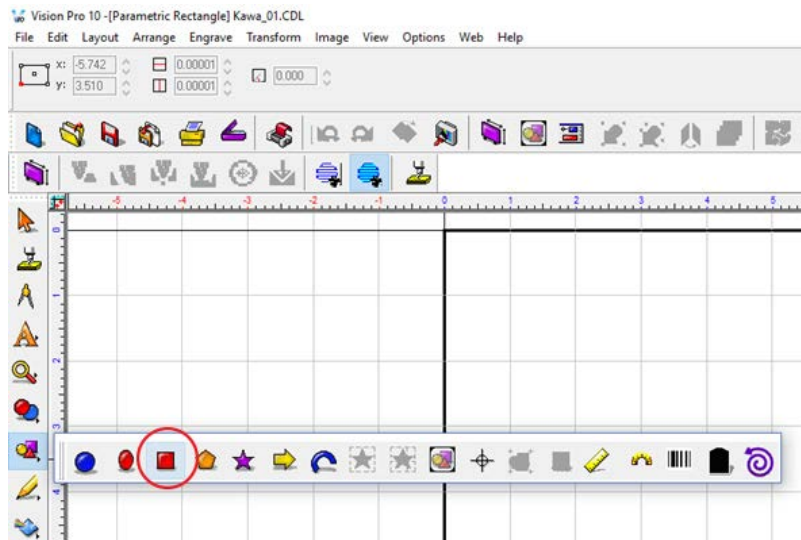 Vision Pro 10 -[Parametric Rectangle] Kawa_01.CDL
File Edit Layout Arrange Engrave Transform Image View Options Web Help
x: -5.742 0.00001 0.000
y: 3.510 0.00001
-5 -4 -3 -2 -1 0 1 2 3 4 5
0
1
2
3
4